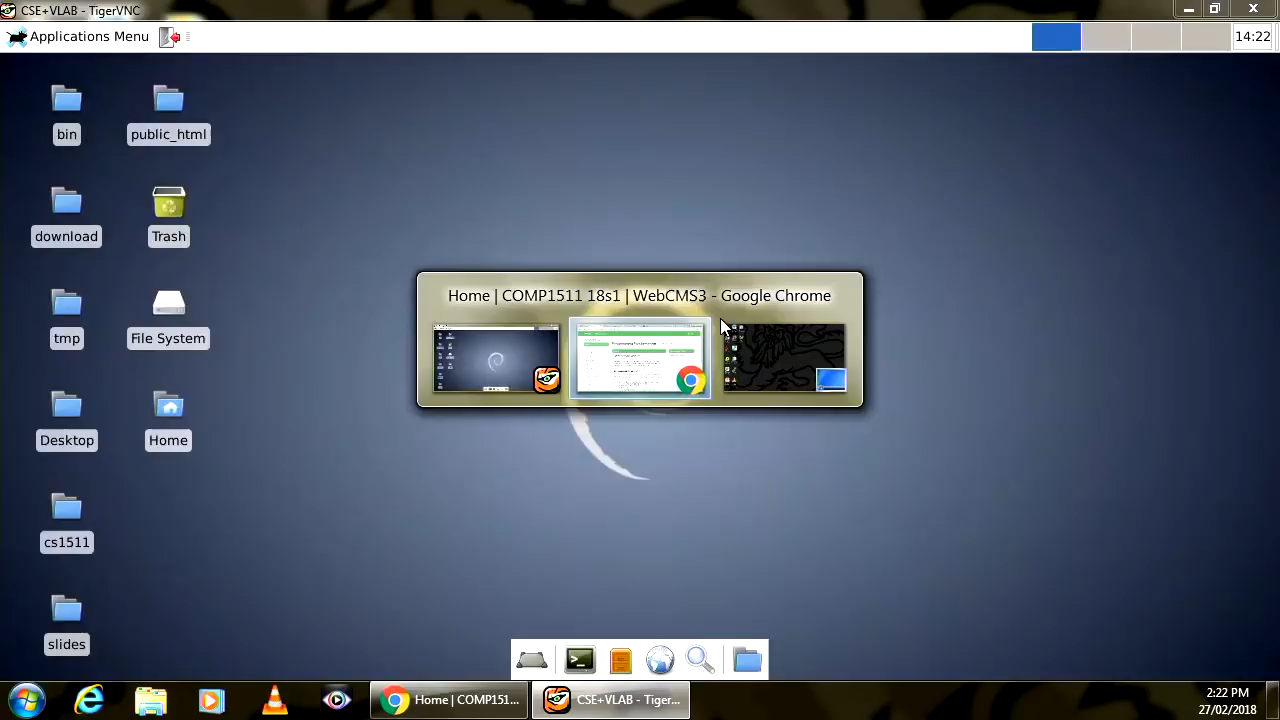 CSE+VLAB - TigerVNC
Applications Menu
14:22
bin
public_html
download
Trash
tmp
File System
Desktop
Home
cs1511
slides
Home | COMP1511 18s1 | WebCMS3 - Google Chrome
Home | COMP151...
CSE+VLAB - Tiger...
2:22 PM
27/02/2018